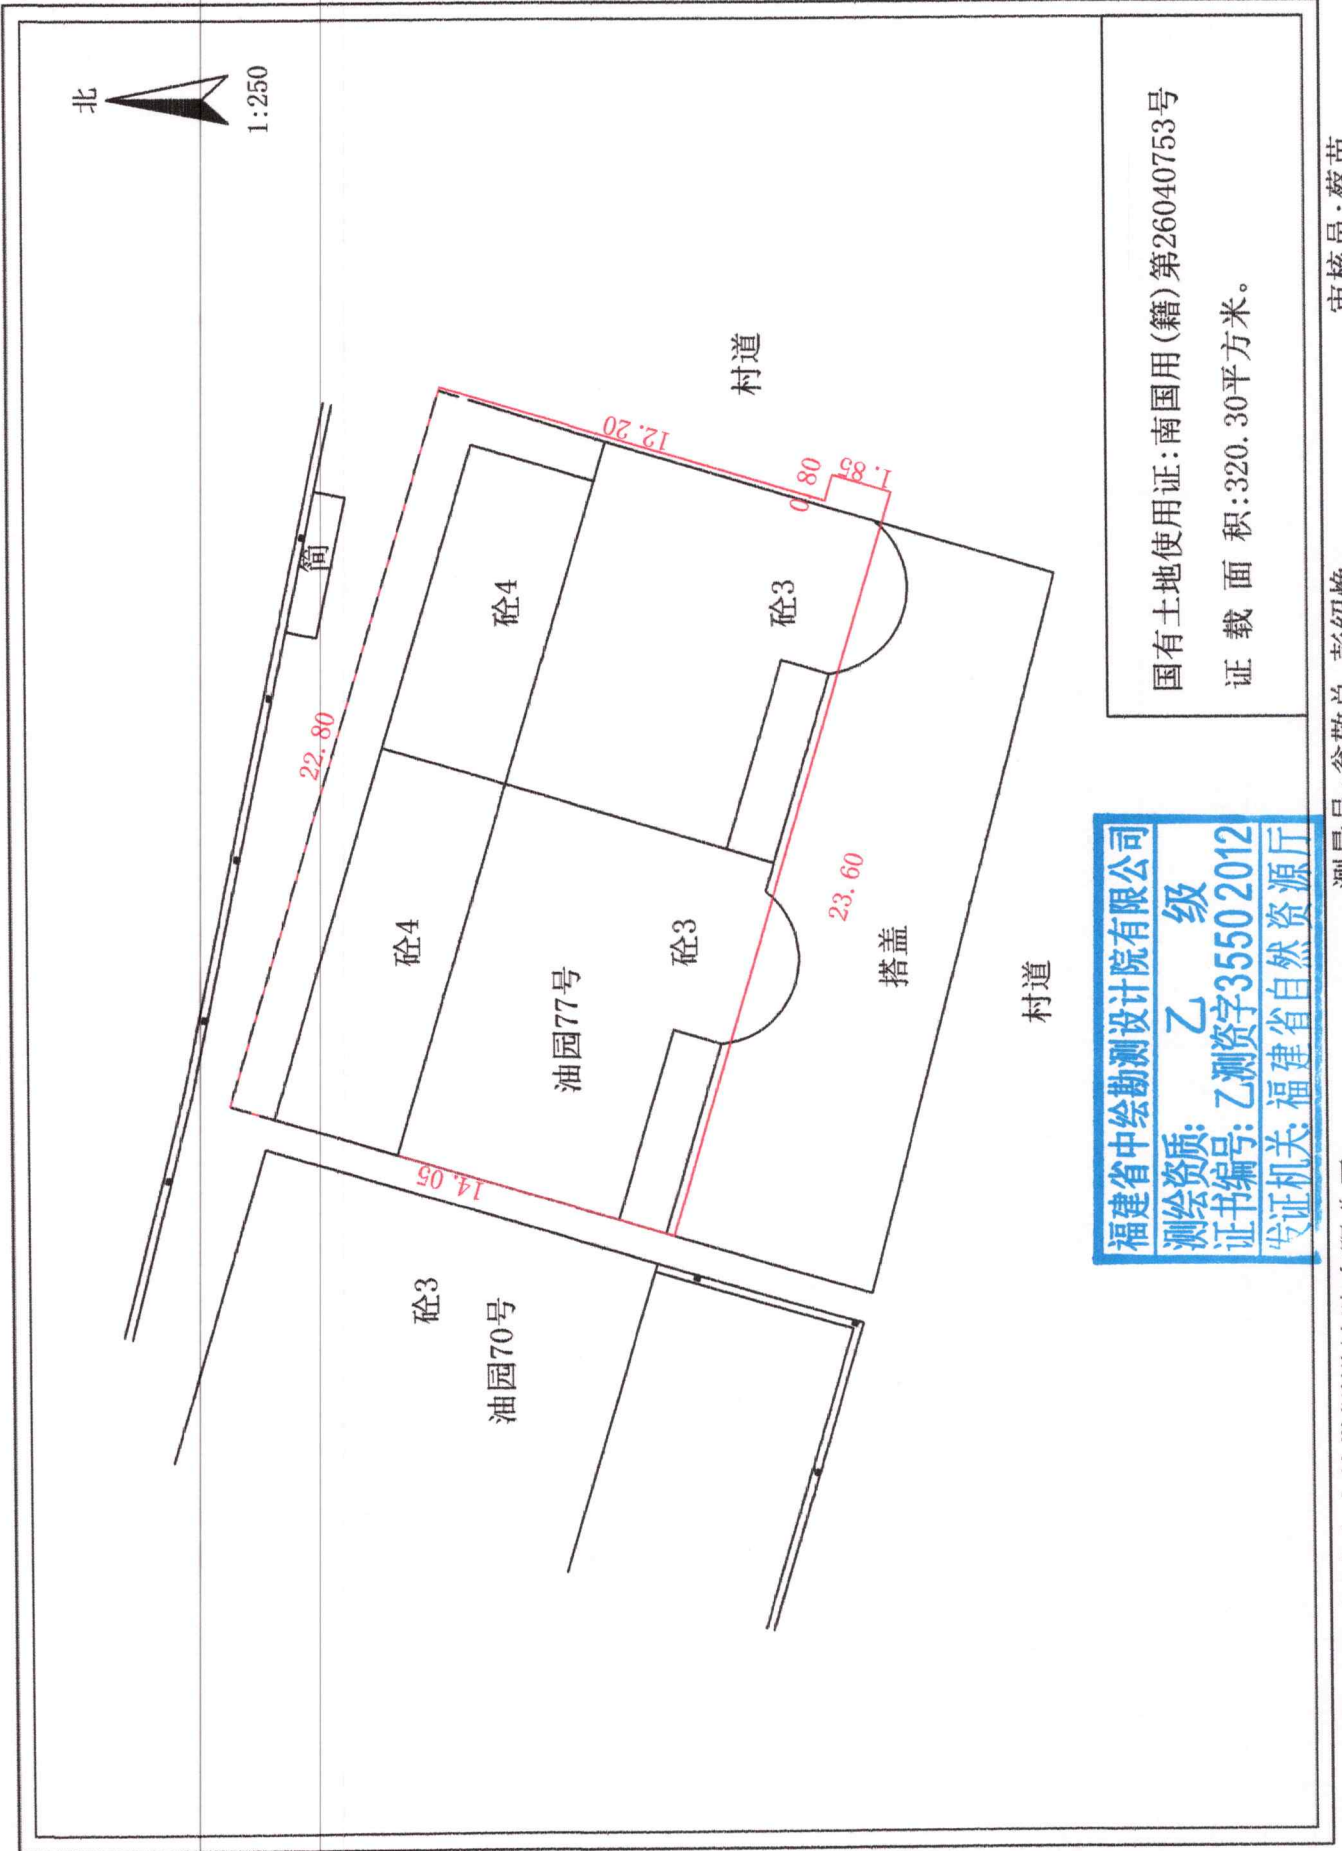 北
1:250
简
22.80
12.20
村道
0.80
1.85
砼4
砼3
砼4
油园77号
砼3
23.60
搭盖
村道
14.05
砼3
油园70号
国有土地使用证:南国用(籍)第26040753号
证 载 面 积:320.30平方米。
福建省中绘勘测设计院有限公司
测绘资质: 乙 级
证书编号: 乙测资字35502012
发证机关: 福建省自然资源厅